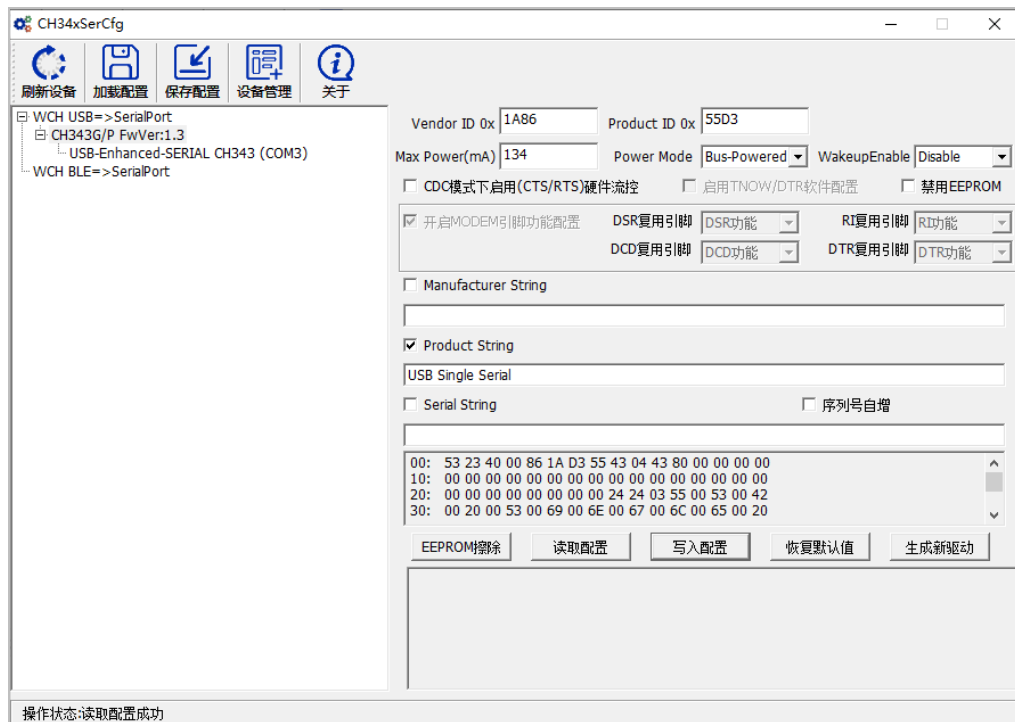 CH34xSerCfg
刷新设备 加载配置 保存配置 设备管理 关于
WCH USB=>SerialPort
CH343G/P FwVer:1.3
USB-Enhanced-SERIAL CH343 (COM3)
WCH BLE=>SerialPort
Vendor ID 0x 1A86 Product ID 0x 55D3
Max Power(mA) 134 Power Mode Bus-Powered WakeupEnable Disable
CDC模式下启用(CTS/RTS)硬件流控 启用TNOW/DTR软件配置 禁用EEPROM
开启MODEM引脚功能配置 DSR复用引脚 DSR功能 RI复用引脚 RI功能
DCD复用引脚 DCD功能 DTR复用引脚 DTR功能
Manufacturer String
Product String
USB Single Serial
Serial String 序列号自增
00: 53 23 40 00 86 1A D3 55 43 04 43 80 00 00 00 00
10: 00 00 00 00 00 00 00 00 00 00 00 00 00 00 00 00
20: 00 00 00 00 00 00 00 00 24 24 03 55 00 53 00 42
30: 00 20 00 53 00 69 00 6E 00 67 00 6C 00 65 00 20
EEPROM擦除 读取配置 写入配置 恢复默认值 生成新驱动
操作状态:读取配置成功